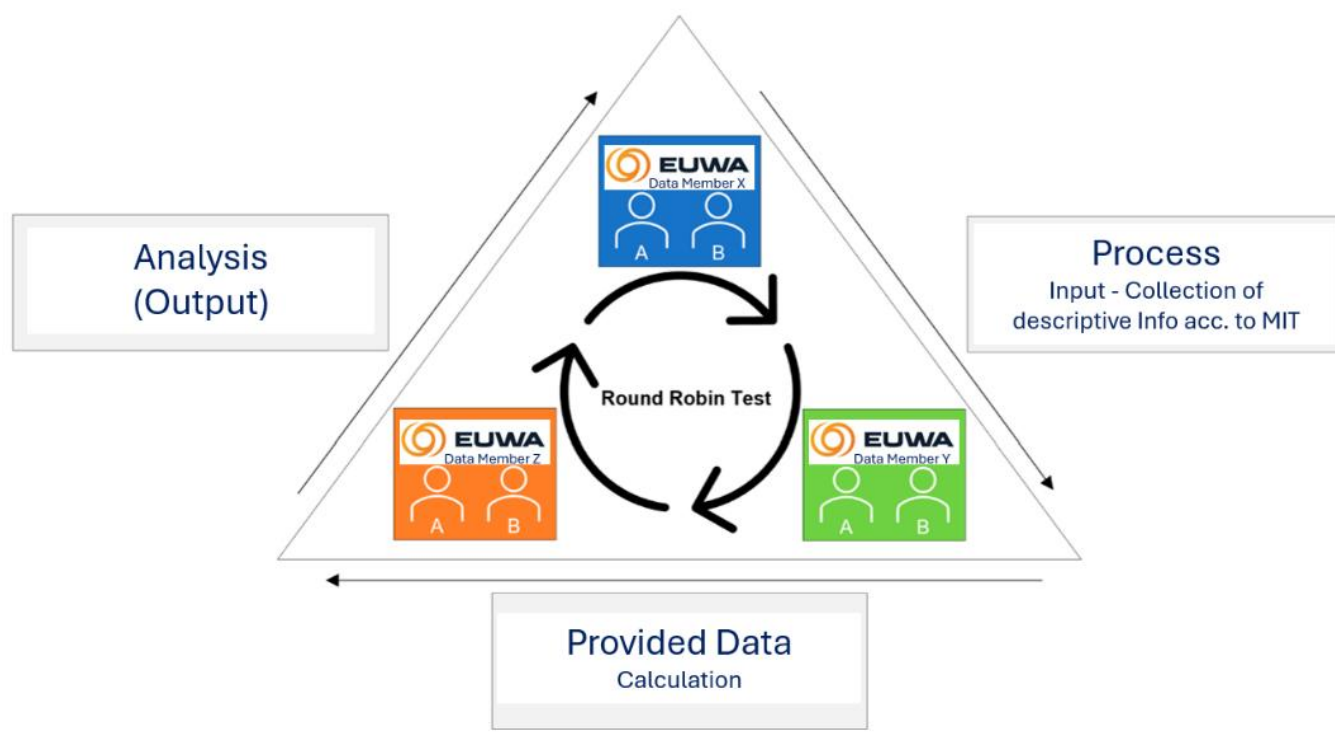 EUWA
Data Member X
A B
Analysis
(Output)
Process
Input - Collection of
descriptive Info acc. to MIT
Round Robin Test
EUWA
Data Member Z
A B
EUWA
Data Member Y
A B
Provided Data
Calculation